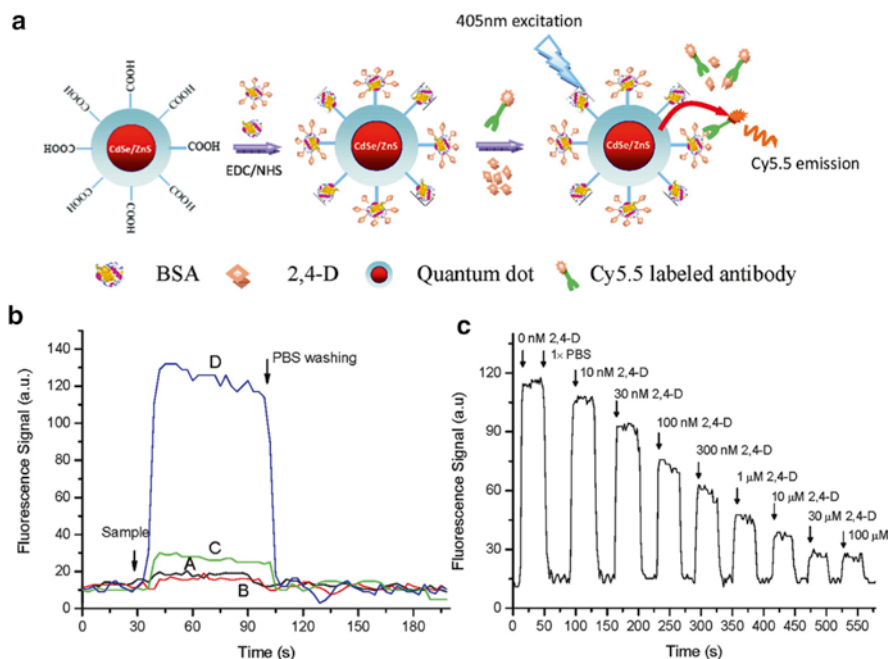 a
405nm excitation
COOH
COOH
COOH
COOH
COOH
COOH
COOH
COOH
CdSe/ZnS
EDC/NHS
CdSe/ZnS
CdSe/ZnS
Cy5.5 emission
BSA
2,4-D
Quantum dot
Cy5.5 labeled antibody
b
Fluorescence Signal (a.u.)
140
120
100
80
60
40
20
0
D
PBS washing
Sample
C
A
B
0 30 60 90 120 150 180
Time (s)
c
Fluorescence Signal (a.u)
120
90
60
30
0
0 nM 2,4-D
1× PBS
10 nM 2,4-D
30 nM 2,4-D
100 nM 2,4-D
300 nM 2,4-D
1 μM 2,4-D
10 μM 2,4-D
30 μM 2,4-D
100 μM
0 50 100 150 200 250 300 350 400 450 500 550
Time (s)